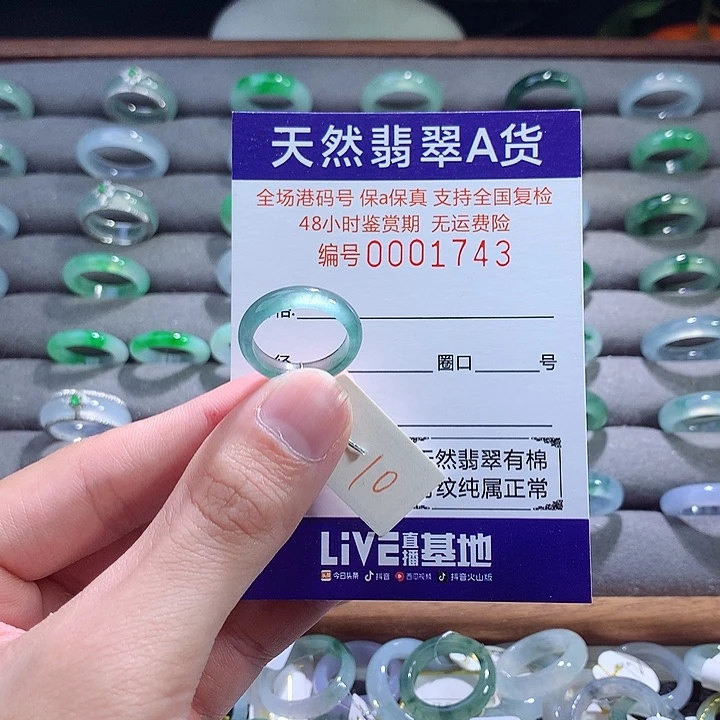 天然翡翠A货
全场港码号 保a保真 支持全国复检
48小时鉴赏期 无运费险
编号0001743
格:
径 圈口 号
10
天然翡翠有棉
纹纯属正常
LiVE直播基地
今日头条 抖音 西瓜视频 抖音火山版